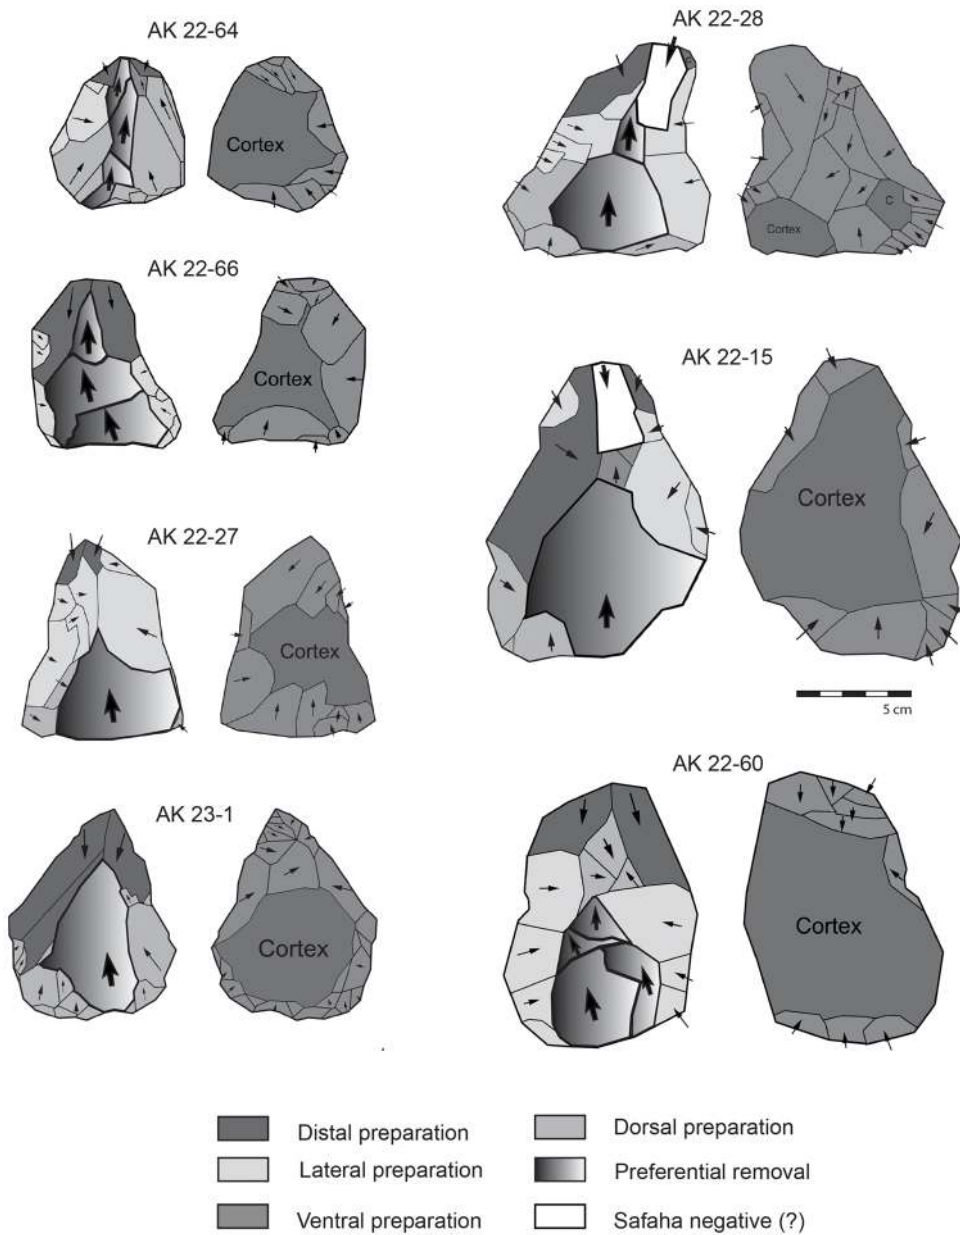 AK 22-64
Cortex
AK 22-66
Cortex
AK 22-27
Cortex
AK 23-1
Cortex
AK 22-28
Cortex
C
AK 22-15
Cortex
5 cm
AK 22-60
Cortex
Distal preparation
Lateral preparation
Ventral preparation
Dorsal preparation
Preferential removal
Safaha negative (?)